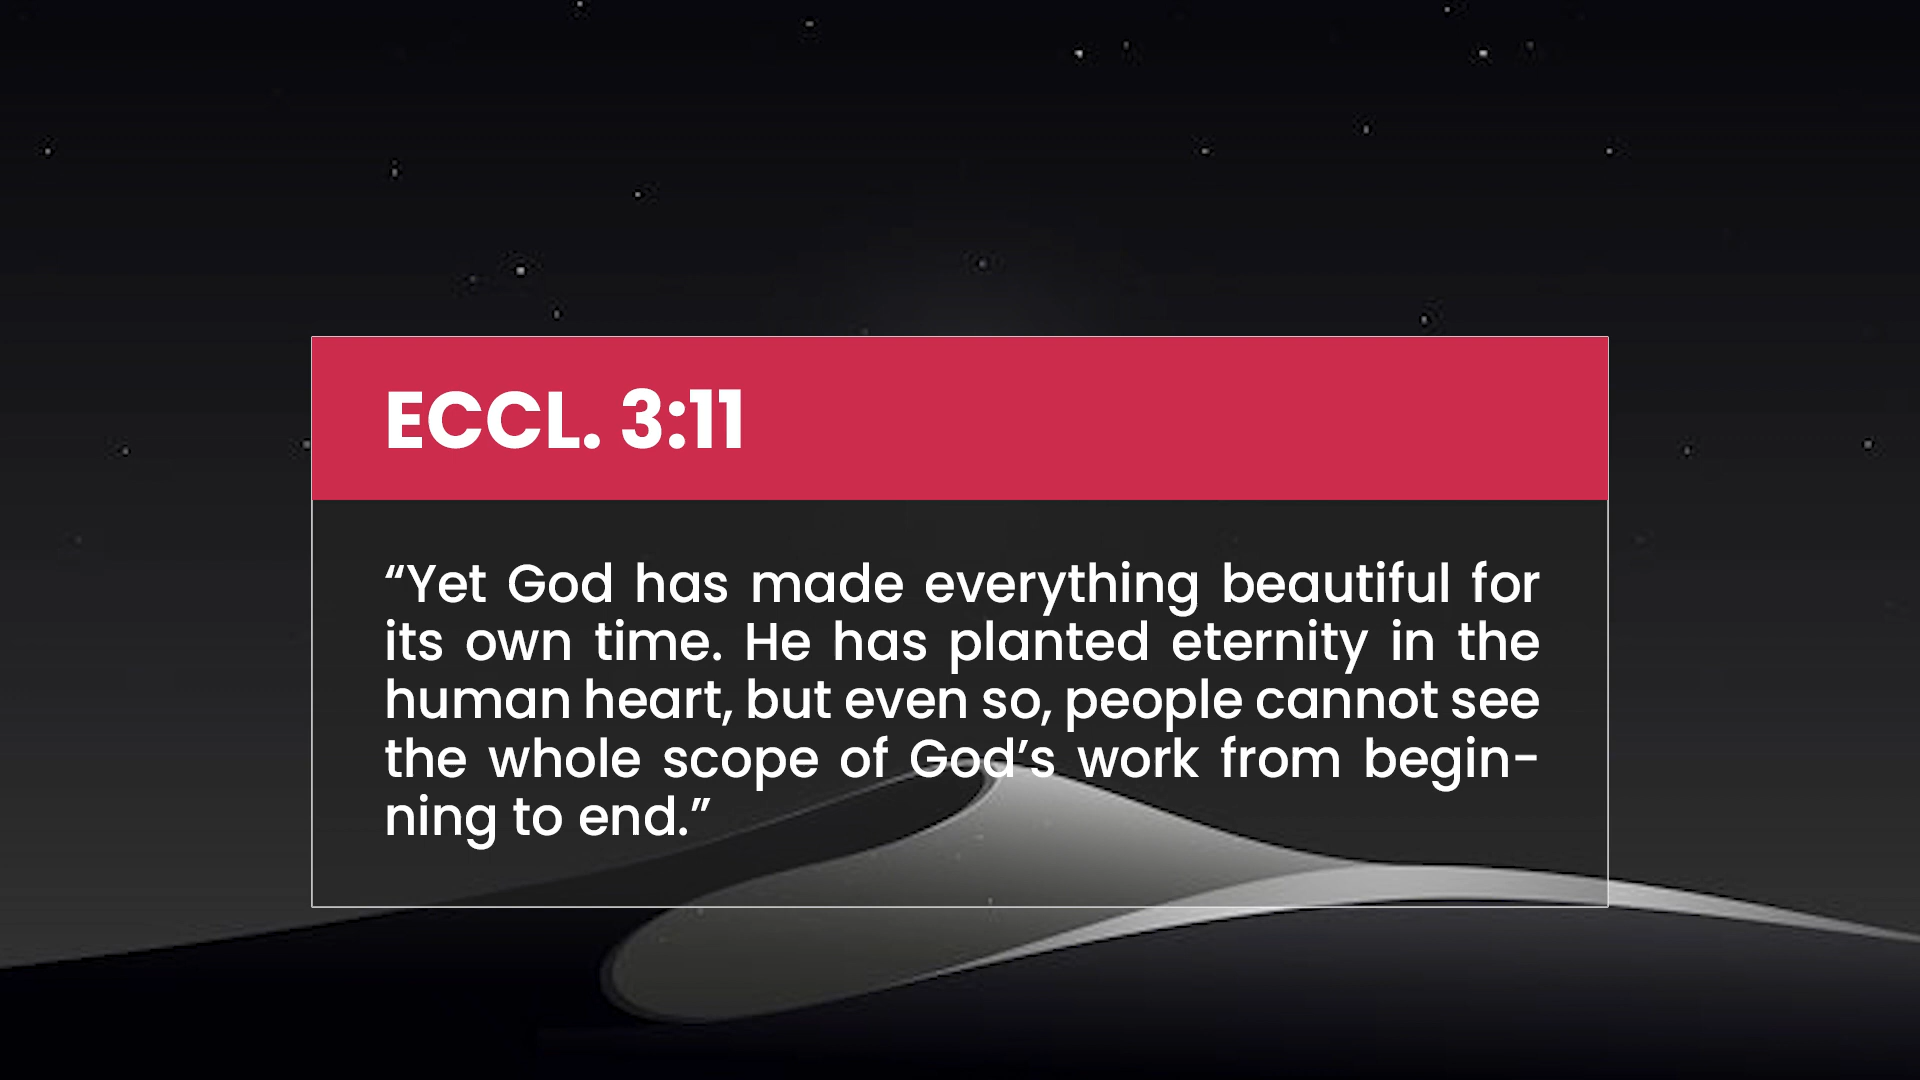 ECCL. 3:11
“Yet God has made everything beautiful for
its own time. He has planted eternity in the
human heart, but even so, people cannot see
the whole scope of God’s work from begin-
ning to end.”